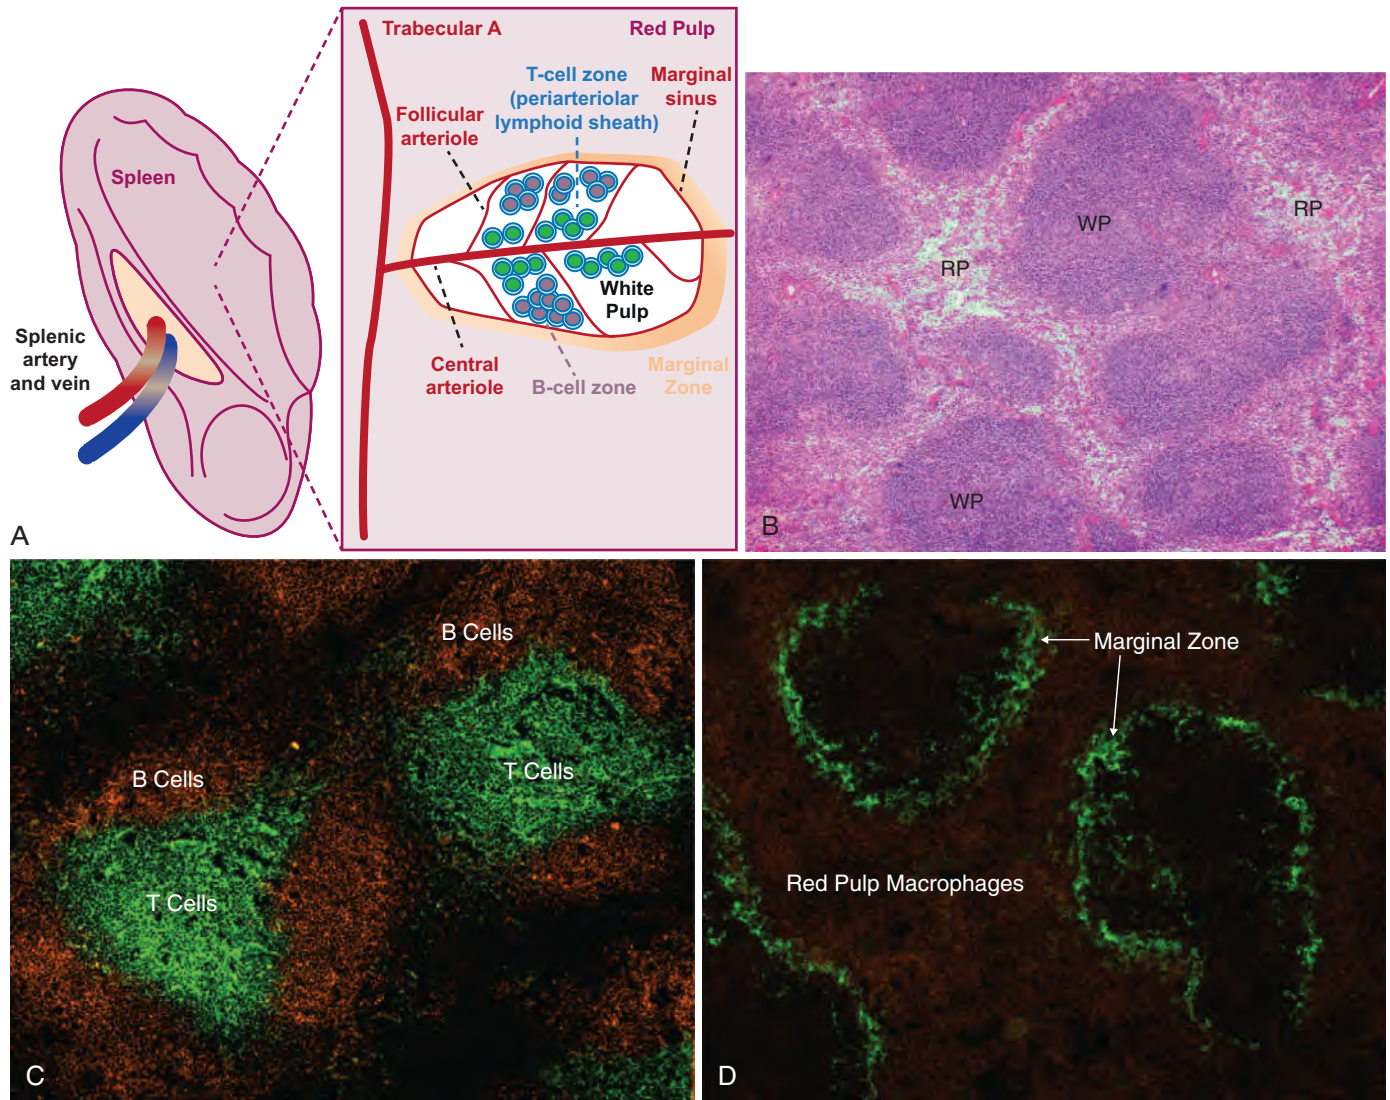 Trabecular A
Red Pulp
T-cell zone
(periarteriolar
lymphoid sheath)
Marginal
sinus
Follicular
arteriole
Spleen
White
Pulp
Splenic
artery
and vein
Central
arteriole
B-cell zone
Marginal
Zone
A
WP
RP
RP
WP
B
B Cells
T Cells
B Cells
T Cells
C
Marginal Zone
Red Pulp Macrophages
D